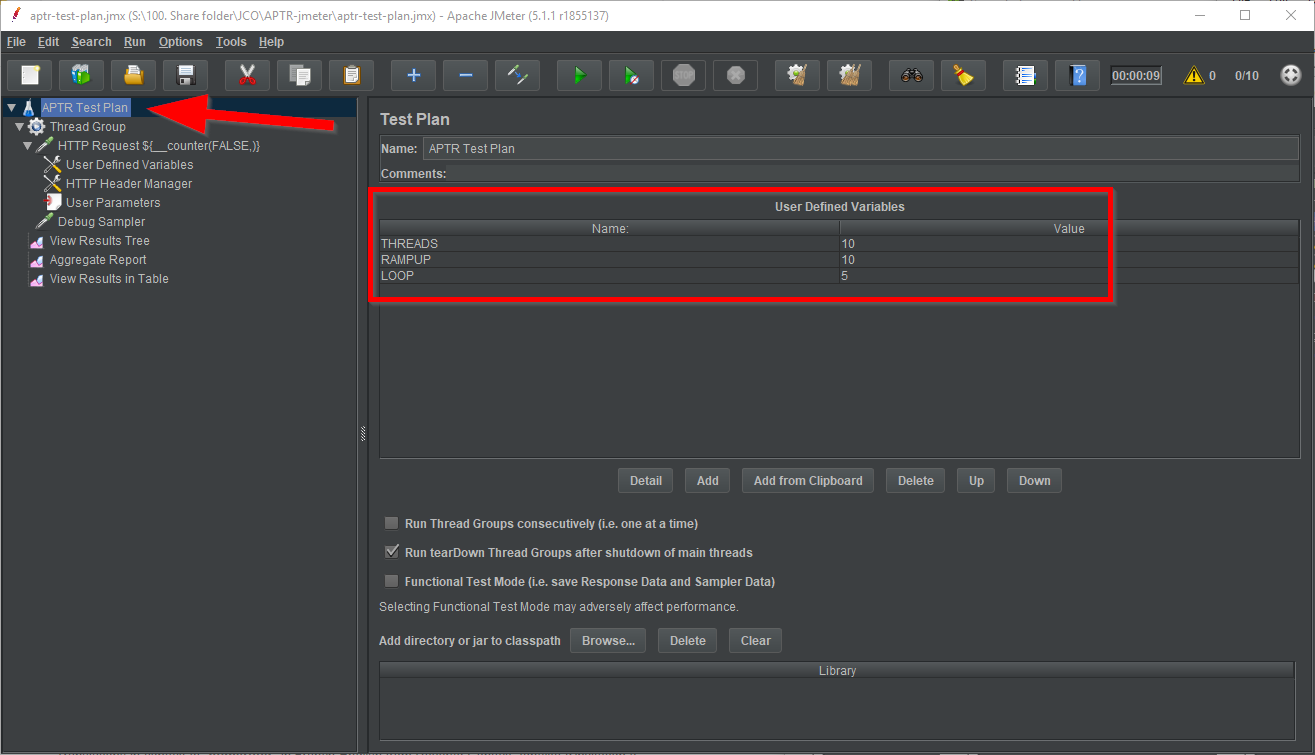 aptr-test-plan.jmx (S:\100. Share folder\JCO\APTR-jmeter\aptr-test-plan.jmx) - Apache JMeter (5.1.1 r1855137)
File Edit Search Run Options Tools Help
STOP 00:00:09 0 0/10
APTR Test Plan
Thread Group
HTTP Request ${__counter(FALSE,)}
User Defined Variables
HTTP Header Manager
User Parameters
Debug Sampler
View Results Tree
Aggregate Report
View Results in Table
Test Plan
Name: APTR Test Plan
Comments:
User Defined Variables
Name: Value
THREADS 10
RAMPUP 10
LOOP 5
Detail Add Add from Clipboard Delete Up Down
Run Thread Groups consecutively (i.e. one at a time)
Run tearDown Thread Groups after shutdown of main threads
Functional Test Mode (i.e. save Response Data and Sampler Data)
Selecting Functional Test Mode may adversely affect performance.
Add directory or jar to classpath Browse... Delete Clear
Library